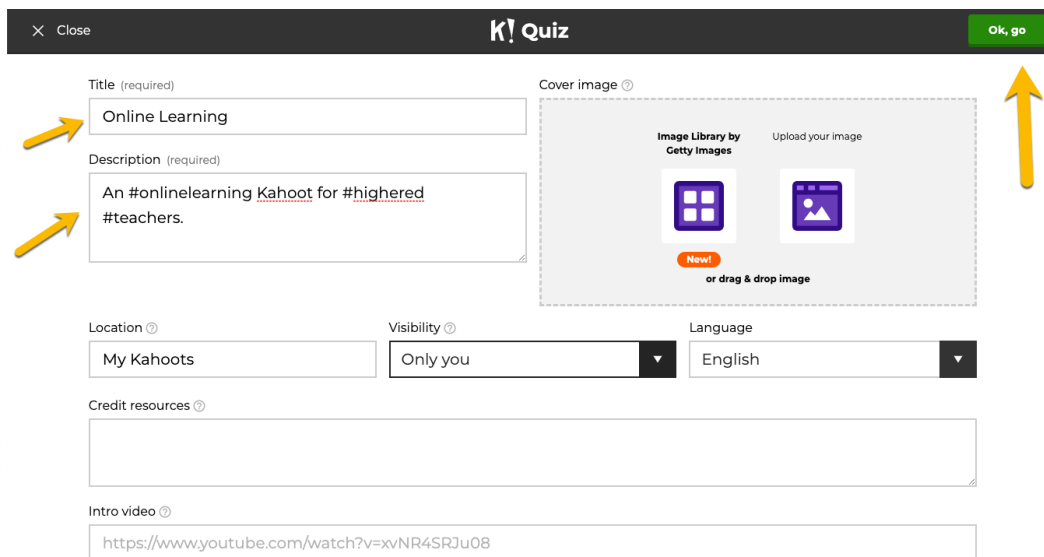 Close
K! Quiz
Ok, go
Title (required)
Online Learning
Description (required)
An #onlinelearning Kahoot for #highered
#teachers.
Cover image
Image Library by
Getty Images
Upload your image
New!
or drag & drop image
Location
My Kahoots
Visibility
Only you
Language
English
Credit resources
Intro video
https://www.youtube.com/watch?v=xvNR4SRJu08